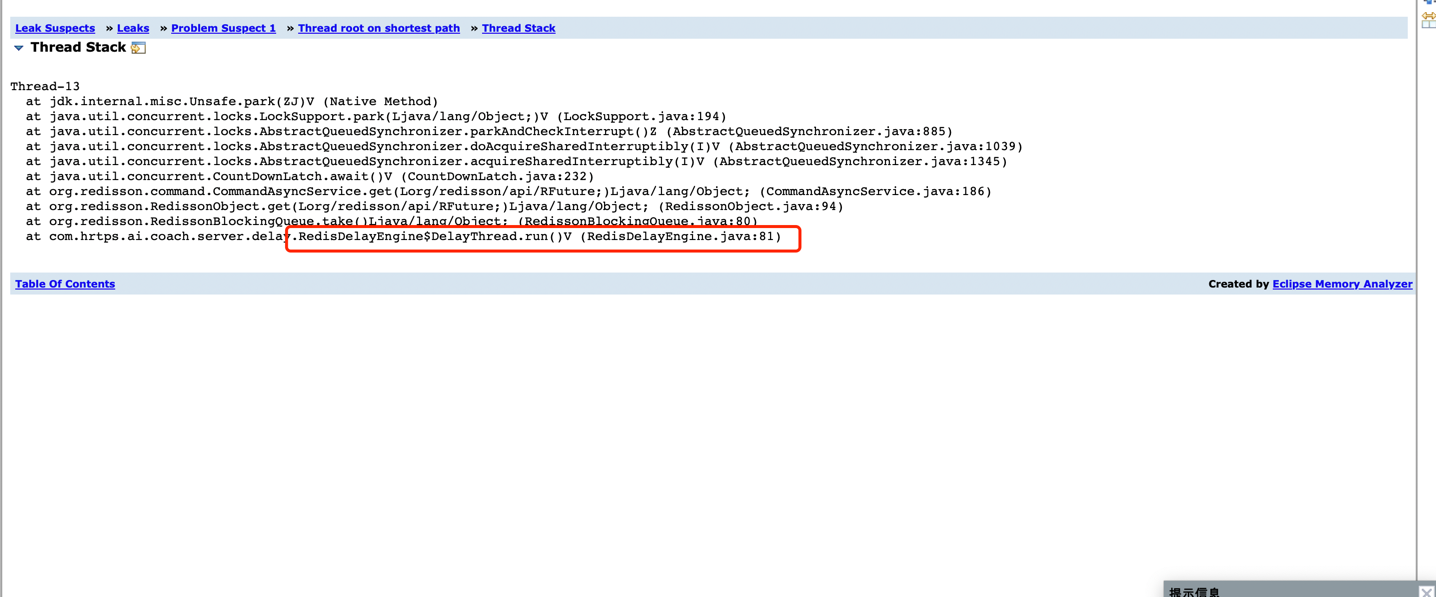 Leak Suspects » Leaks » Problem Suspect 1 » Thread root on shortest path » Thread Stack
Thread Stack
Thread-13
at jdk.internal.misc.Unsafe.park(ZJ)V (Native Method)
at java.util.concurrent.locks.LockSupport.park(Ljava/lang/Object;)V (LockSupport.java:194)
at java.util.concurrent.locks.AbstractQueuedSynchronizer.parkAndCheckInterrupt()Z (AbstractQueuedSynchronizer.java:885)
at java.util.concurrent.locks.AbstractQueuedSynchronizer.doAcquireSharedInterruptibly(I)V (AbstractQueuedSynchronizer.java:1039)
at java.util.concurrent.locks.AbstractQueuedSynchronizer.acquireSharedInterruptibly(I)V (AbstractQueuedSynchronizer.java:1345)
at java.util.concurrent.CountDownLatch.await()V (CountDownLatch.java:232)
at org.redisson.command.CommandAsyncService.get(Lorg/redisson/api/RFuture;)Ljava/lang/Object; (CommandAsyncService.java:186)
at org.redisson.RedissonObject.get(Lorg/redisson/api/RFuture;)Ljava/lang/Object; (RedissonObject.java:94)
at org.redisson.RedissonBlockingQueue.take()Ljava/lang/Object; (RedissonBlockingQueue.java:80)
at com.hrtps.ai.coach.server.delay.RedisDelayEngine$DelayThread.run()V (RedisDelayEngine.java:81)
Table Of Contents
Created by Eclipse Memory Analyzer
提示信息